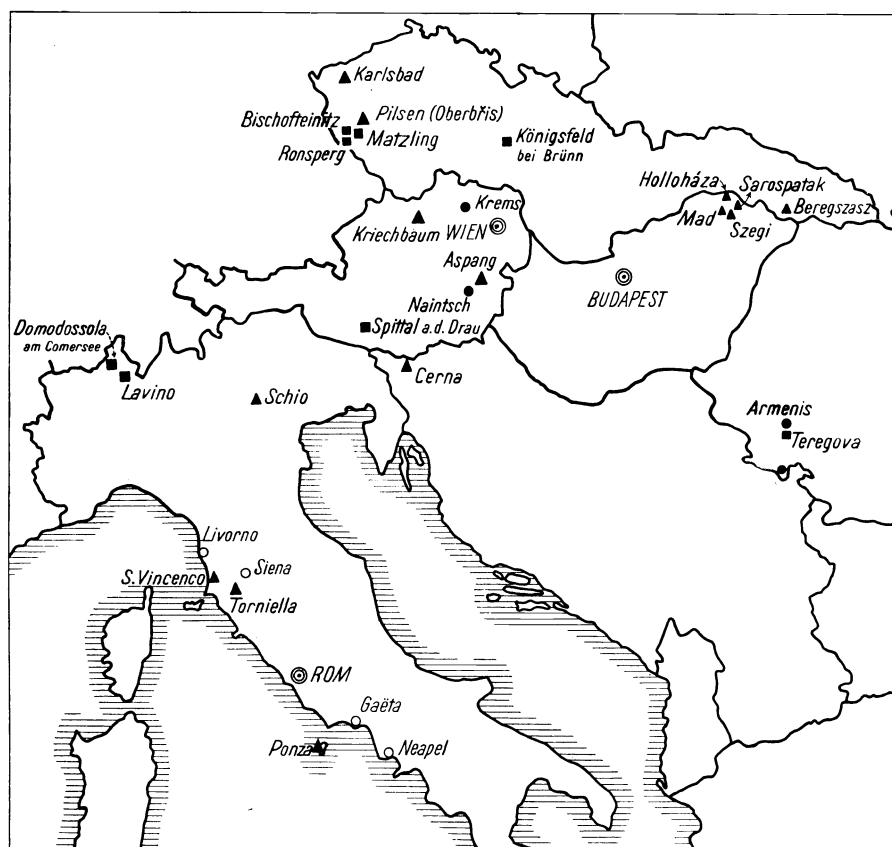 Karlsbad
Pilsen (Oberbřis)
Bischofteinitz
Matzling
Ronsperg
Königsfeld
bei Brünn
Holloháza
Sarospatak
Krems
Mad
Beregszasz
Kriechbaum
WIEN
Szegi
Aspang
BUDAPEST
Naintsch
Spittal a.d. Drau
Domodossola
am Comersee
Cerna
Lavino
Schio
Armenis
Teregova
Livorno
Siena
S.Vincenco
Torniella
ROM
Gaëta
Ponza
Neapel